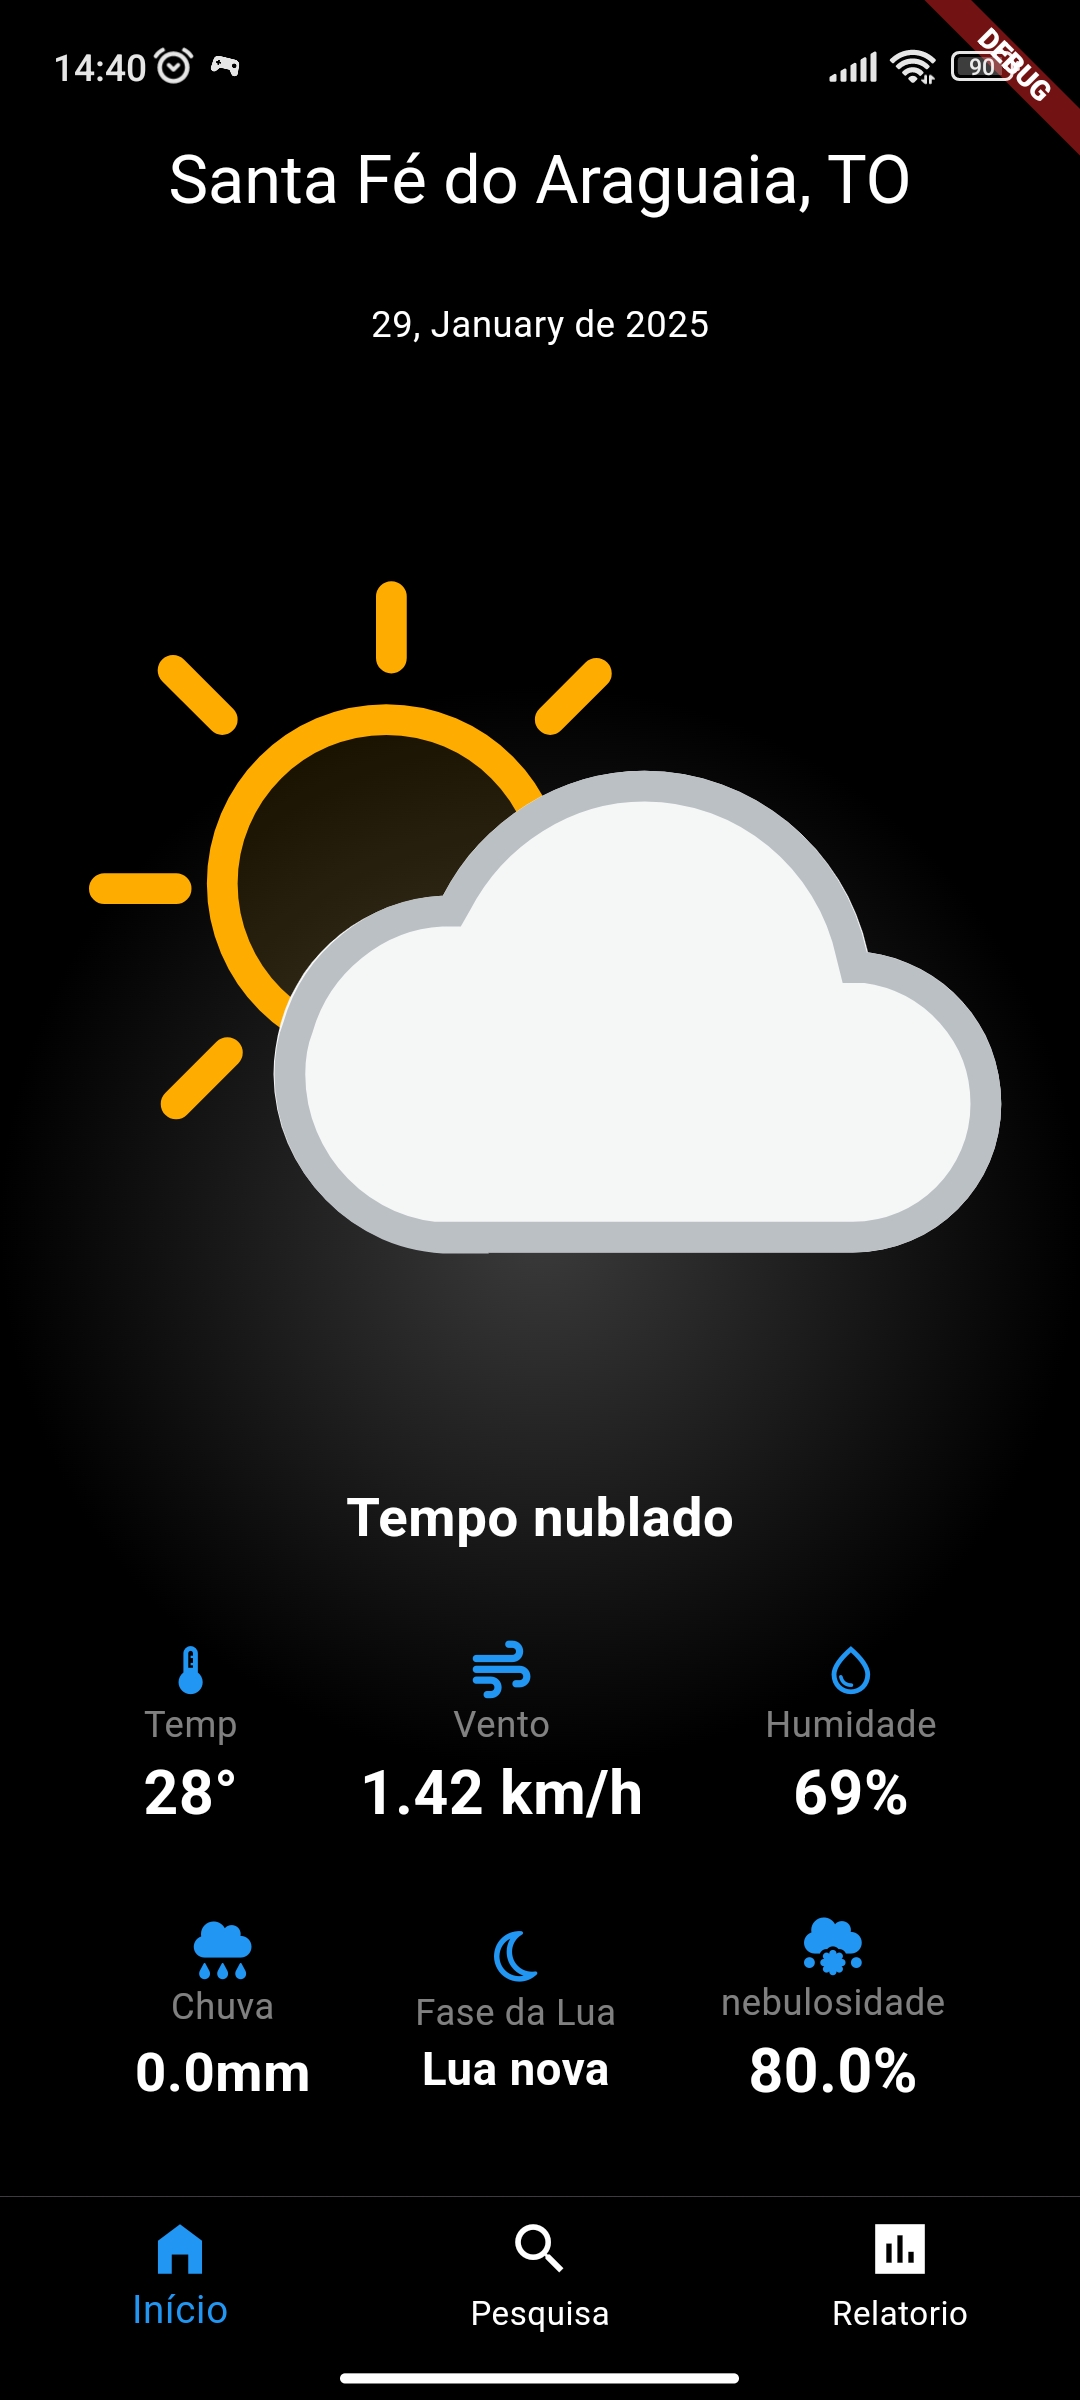 14:40
90
DEBUG
Santa Fé do Araguaia, TO
29, January de 2025
Tempo nublado
Temp
Vento
Humidade
28°
1.42 km/h
69%
Chuva
Fase da Lua
nebulosidade
0.0mm
Lua nova
80.0%
Início
Pesquisa
Relatorio